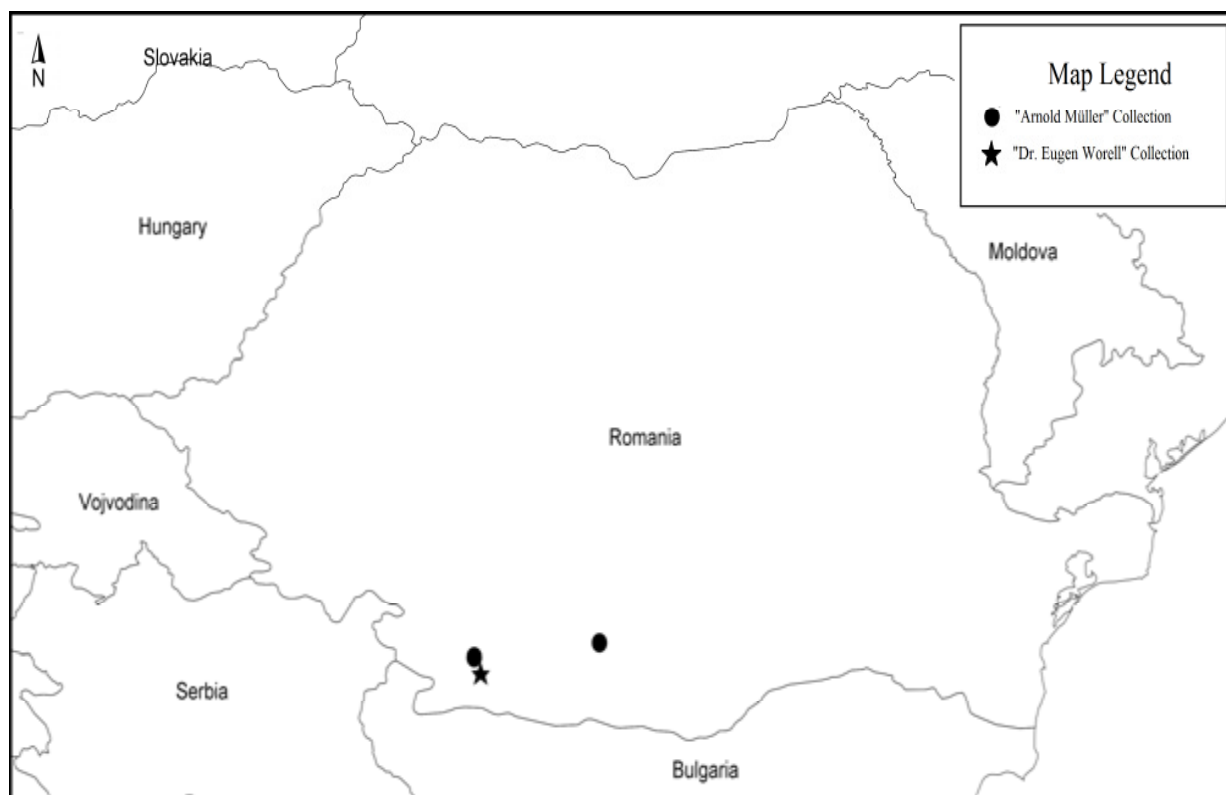 N
Slovakia
Map Legend
"Arnold Müller" Collection
"Dr. Eugen Worell" Collection
Hungary
Moldova
Romania
Vojvodina
Serbia
Bulgaria